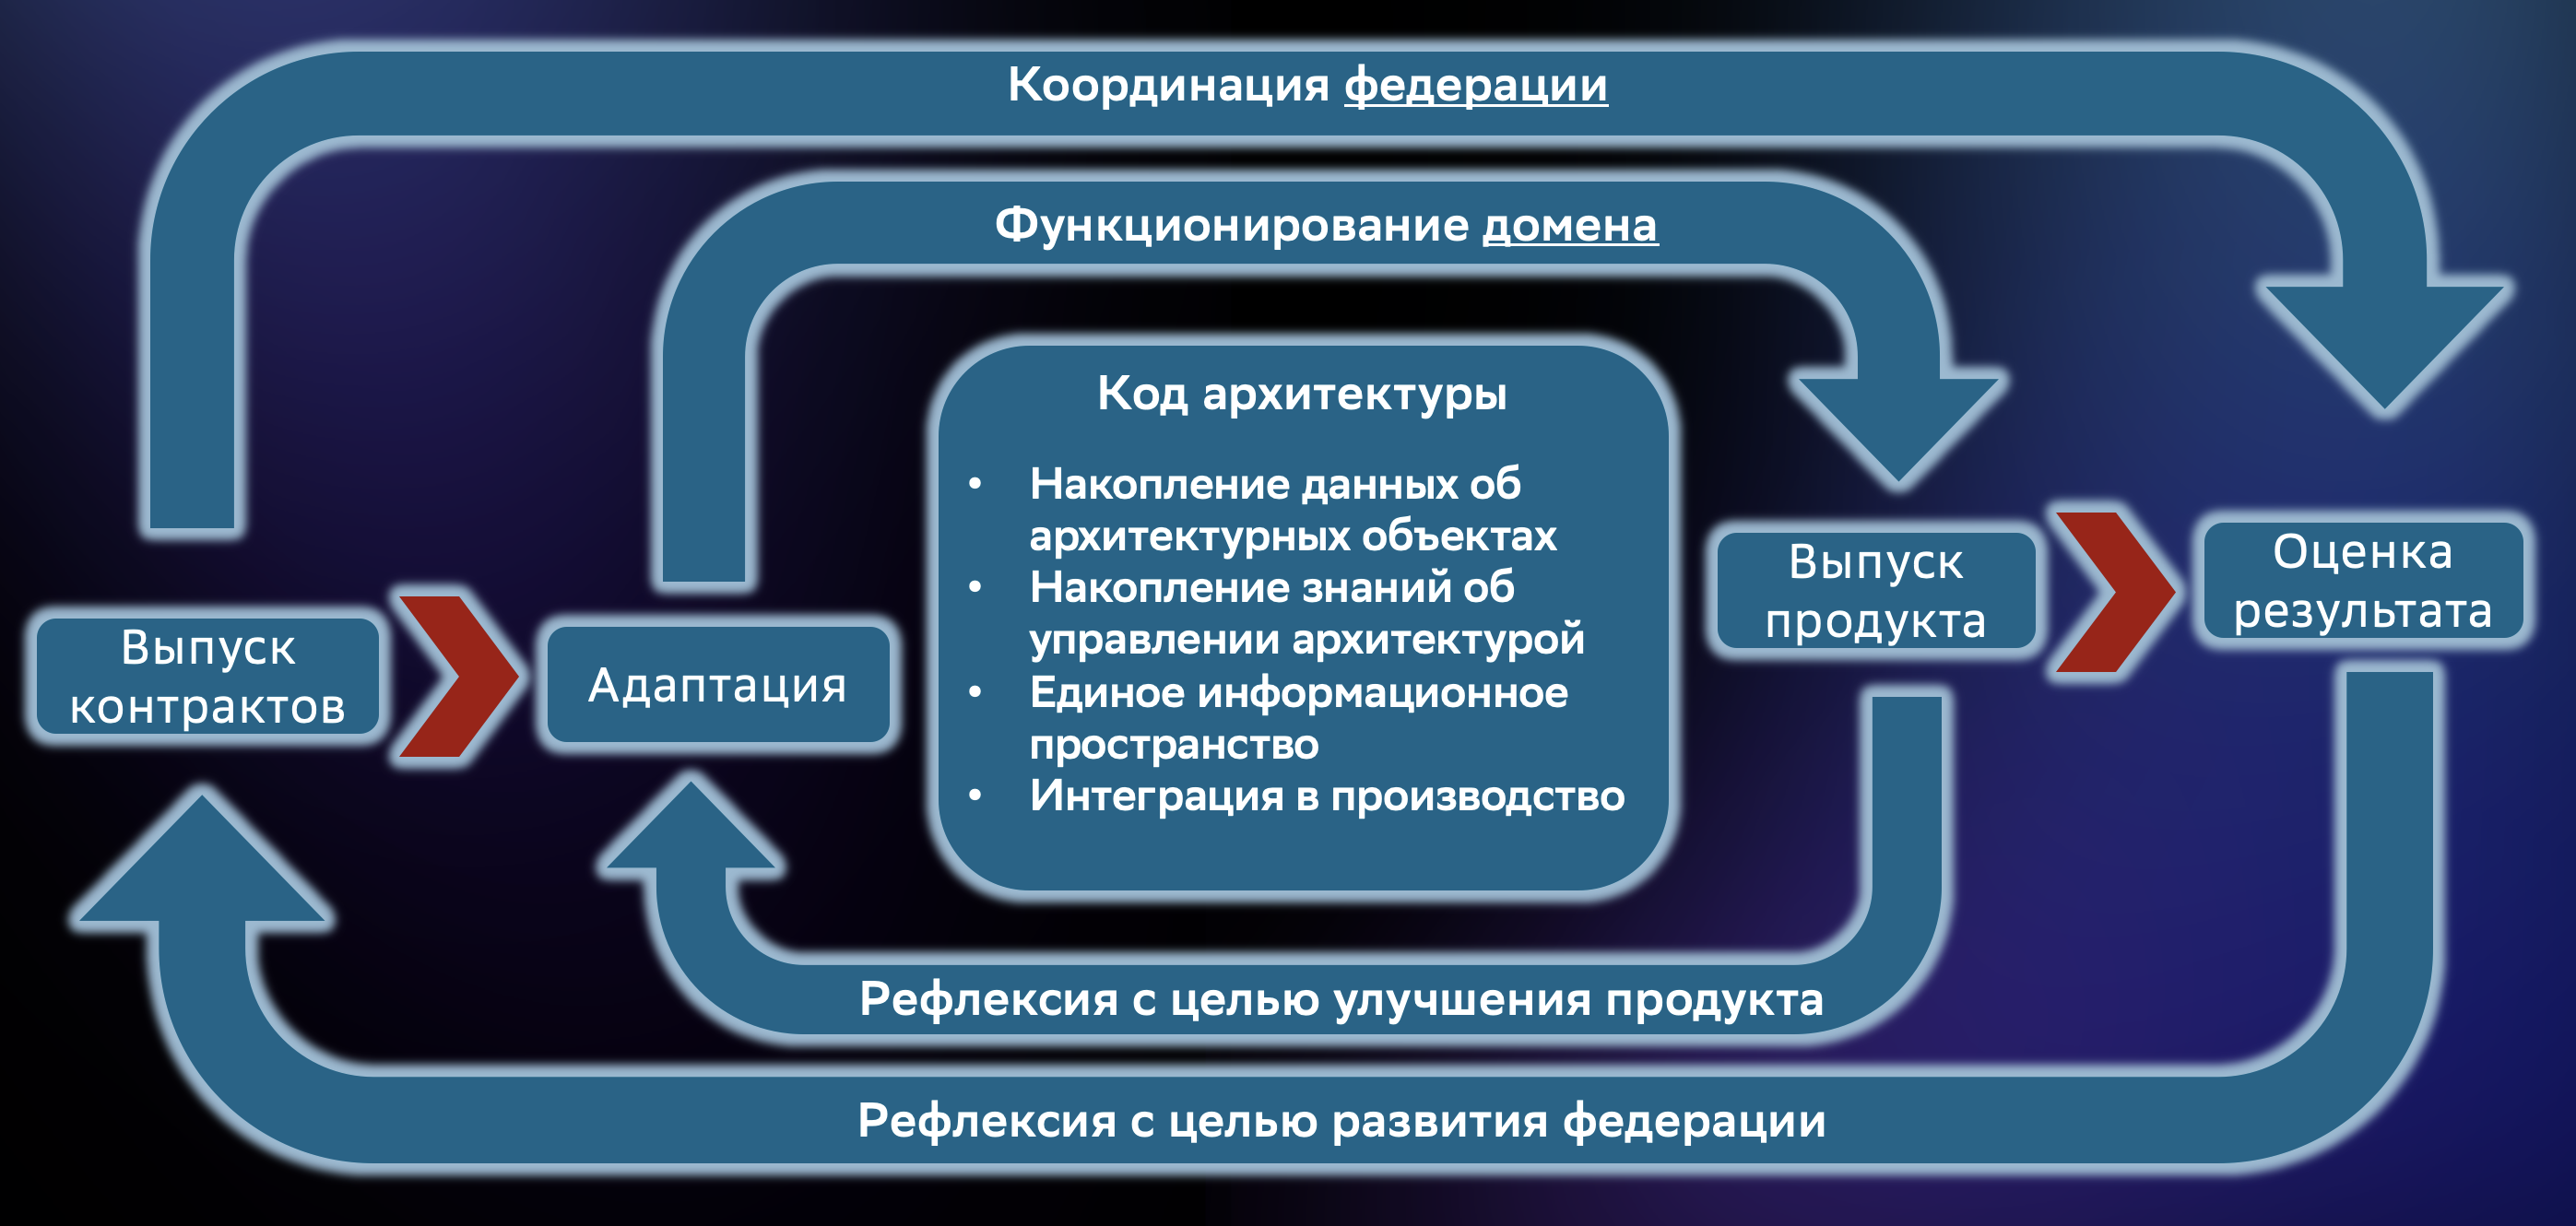 Координация федерации
Функционирование домена
Код архитектуры
• Накопление данных об
архитектурных объектах
• Накопление знаний об
управлении архитектурой
• Единое информационное
пространство
• Интеграция в производство
Выпуск
контрактов
Адаптация
Выпуск
продукта
Оценка
результата
Рефлексия с целью улучшения продукта
Рефлексия с целью развития федерации